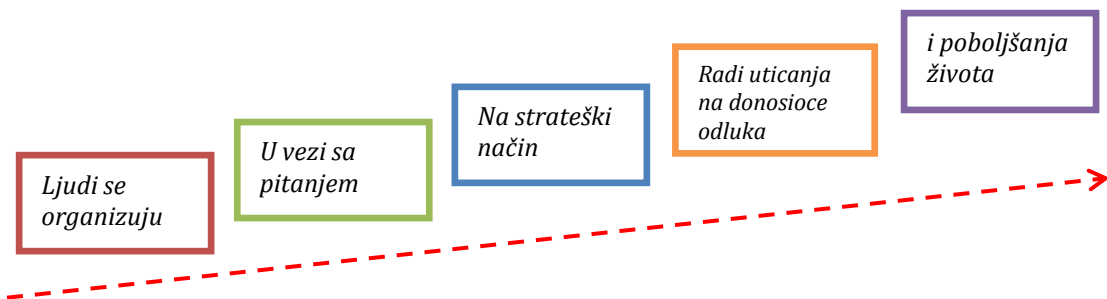 Ljudi se
organizuju
U vezi sa
pitanjem
Na strateški
način
Radi uticanja
na donosioce
odluka
i poboljšanja
života